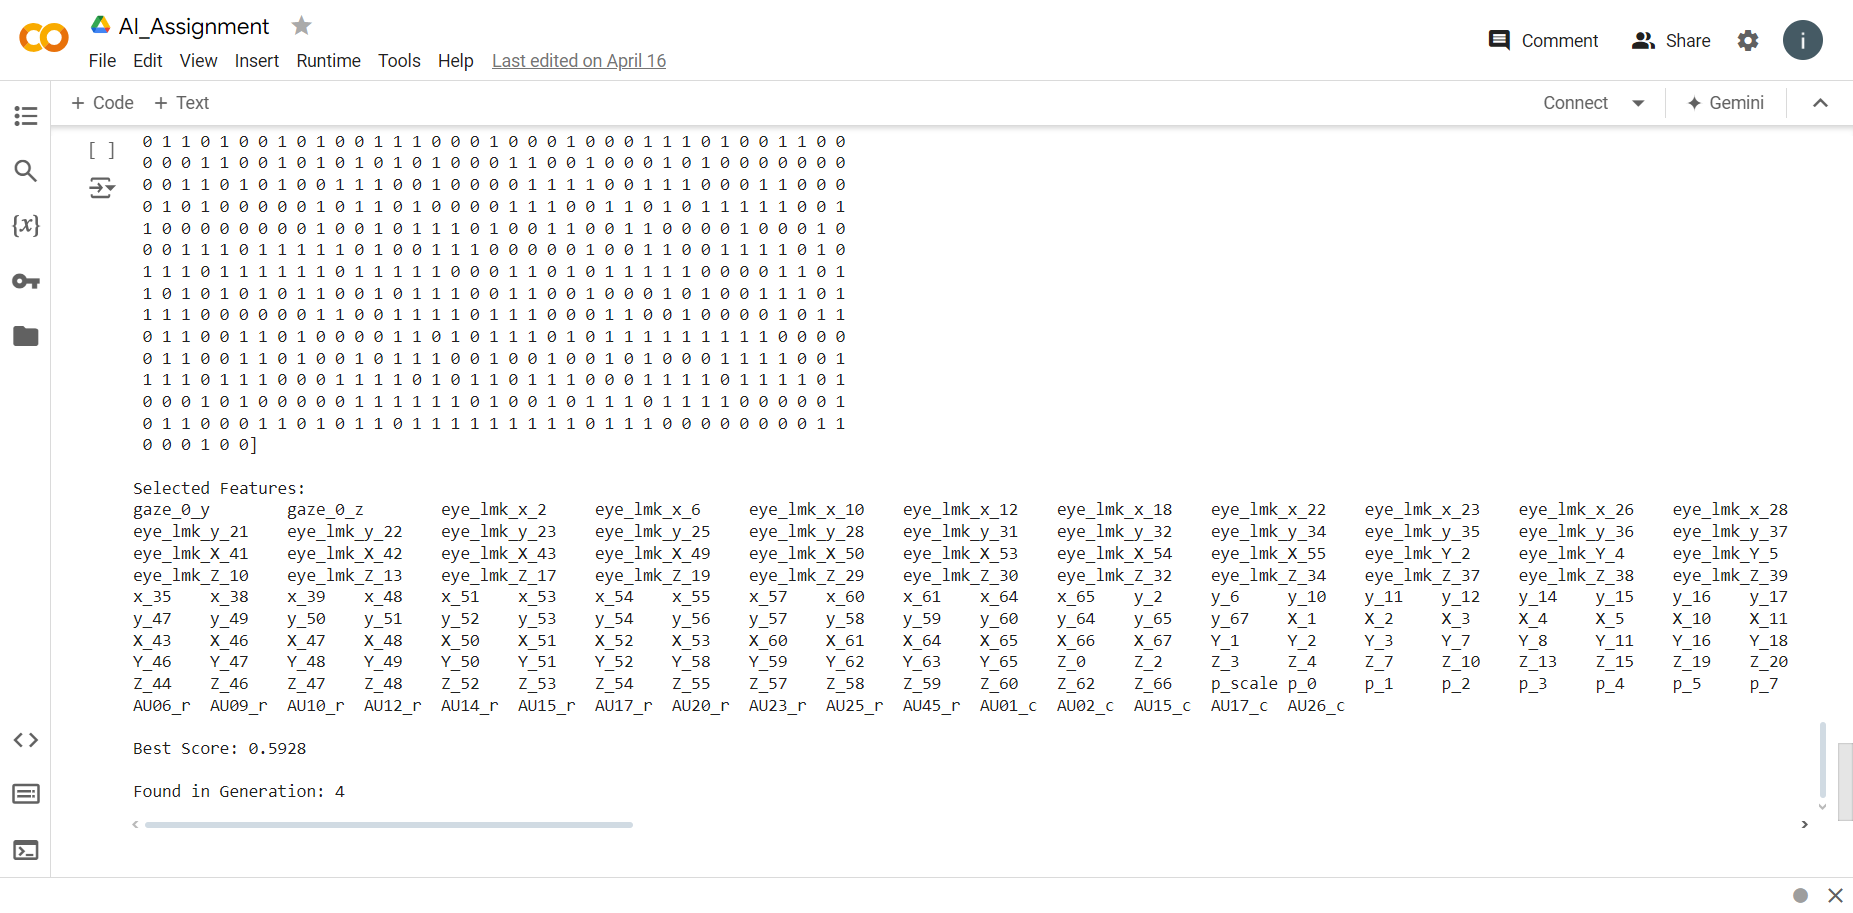 AI_Assignment
File Edit View Insert Runtime Tools Help Last edited on April 16
Comment Share i
+ Code + Text
Connect Gemini
[ ]
0 1 1 0 1 0 0 1 0 1 0 0 1 1 1 0 0 0 1 0 0 0 1 0 0 0 1 1 1 0 1 0 0 1 1 0 0
0 0 0 1 1 0 0 1 0 1 0 1 0 1 0 1 0 0 0 1 1 0 0 1 0 0 0 1 0 1 0 0 0 0 0 0 0
0 0 1 1 0 1 0 1 0 0 1 1 1 0 0 1 0 0 0 0 1 1 1 1 0 0 1 1 1 0 0 0 1 1 0 0 0
0 1 0 1 0 0 0 0 0 1 0 1 1 0 1 0 0 0 0 1 1 1 0 0 1 1 0 1 0 1 1 1 1 1 0 0 1
1 0 0 0 0 0 0 0 0 1 0 0 1 0 1 1 1 0 1 0 0 1 1 0 0 1 1 0 0 0 0 1 0 0 0 1 0
0 0 1 1 1 0 1 1 1 1 1 0 1 0 0 1 1 1 0 0 0 0 0 1 0 0 1 1 0 0 1 1 1 1 0 1 0
1 1 1 0 1 1 1 1 1 1 0 1 1 1 1 1 0 0 0 1 1 0 1 0 1 1 1 1 1 0 0 0 0 1 1 0 1
1 0 1 0 1 0 1 0 1 1 0 0 1 0 1 1 1 0 0 1 1 0 0 1 0 0 0 1 0 1 0 0 1 1 1 0 1
1 1 1 0 0 0 0 0 0 1 1 0 0 1 1 1 1 0 1 1 1 0 0 0 1 1 0 0 1 0 0 0 0 1 0 1 1
0 1 1 0 0 1 1 0 1 0 0 0 0 1 1 0 1 0 1 1 1 0 1 0 1 1 1 1 1 1 1 1 1 0 0 0 0
0 1 1 0 0 1 1 0 1 0 0 1 0 1 1 1 0 0 1 0 0 1 0 0 1 0 1 0 0 0 1 1 1 1 0 0 1
1 1 1 0 1 1 1 0 0 0 1 1 1 1 0 1 0 1 1 0 1 1 1 0 0 0 1 1 1 1 0 1 1 1 1 0 1
0 0 0 1 0 1 0 0 0 0 0 1 1 1 1 1 1 0 1 0 0 1 0 1 1 1 0 1 1 1 1 0 0 0 0 0 1
0 1 1 0 0 0 1 1 0 1 0 1 1 0 1 1 1 1 1 1 1 1 1 0 1 1 1 0 0 0 0 0 0 0 0 1 1
0 0 0 1 0 0]
Selected Features:
gaze_0_y gaze_0_z eye_lmk_x_2 eye_lmk_x_6 eye_lmk_x_10 eye_lmk_x_12 eye_lmk_x_18 eye_lmk_x_22 eye_lmk_x_23 eye_lmk_x_26 eye_lmk_x_28
eye_lmk_y_21 eye_lmk_y_22 eye_lmk_y_23 eye_lmk_y_25 eye_lmk_y_28 eye_lmk_y_31 eye_lmk_y_32 eye_lmk_y_34 eye_lmk_y_35 eye_lmk_y_36 eye_lmk_y_37
eye_lmk_X_41 eye_lmk_X_42 eye_lmk_X_43 eye_lmk_X_49 eye_lmk_X_50 eye_lmk_X_53 eye_lmk_X_54 eye_lmk_X_55 eye_lmk_Y_2 eye_lmk_Y_4 eye_lmk_Y_5
eye_lmk_Z_10 eye_lmk_Z_13 eye_lmk_Z_17 eye_lmk_Z_19 eye_lmk_Z_29 eye_lmk_Z_30 eye_lmk_Z_32 eye_lmk_Z_34 eye_lmk_Z_37 eye_lmk_Z_38 eye_lmk_Z_39
x_35 x_38 x_39 x_48 x_51 x_53 x_54 x_55 x_57 x_60 x_61 x_64 x_65 y_2 y_6 y_10 y_11 y_12 y_14 y_15 y_16 y_17
y_47 y_49 y_50 y_51 y_52 y_53 y_54 y_56 y_57 y_58 y_59 y_60 y_64 y_65 y_67 X_1 X_2 X_3 X_4 X_5 X_10 X_11
X_43 X_46 X_47 X_48 X_50 X_51 X_52 X_53 X_60 X_61 X_64 X_65 X_66 X_67 Y_1 Y_2 Y_3 Y_7 Y_8 Y_11 Y_16 Y_18
Y_46 Y_47 Y_48 Y_49 Y_50 Y_51 Y_52 Y_58 Y_59 Y_62 Y_63 Y_65 Z_0 Z_2 Z_3 Z_4 Z_7 Z_10 Z_13 Z_15 Z_19 Z_20
Z_44 Z_46 Z_47 Z_48 Z_52 Z_53 Z_54 Z_55 Z_57 Z_58 Z_59 Z_60 Z_62 Z_66 p_scale p_0 p_1 p_2 p_3 p_4 p_5 p_7
AU06_r AU09_r AU10_r AU12_r AU14_r AU15_r AU17_r AU20_r AU23_r AU25_r AU45_r AU01_c AU02_c AU15_c AU17_c AU26_c
Best Score: 0.5928
Found in Generation: 4